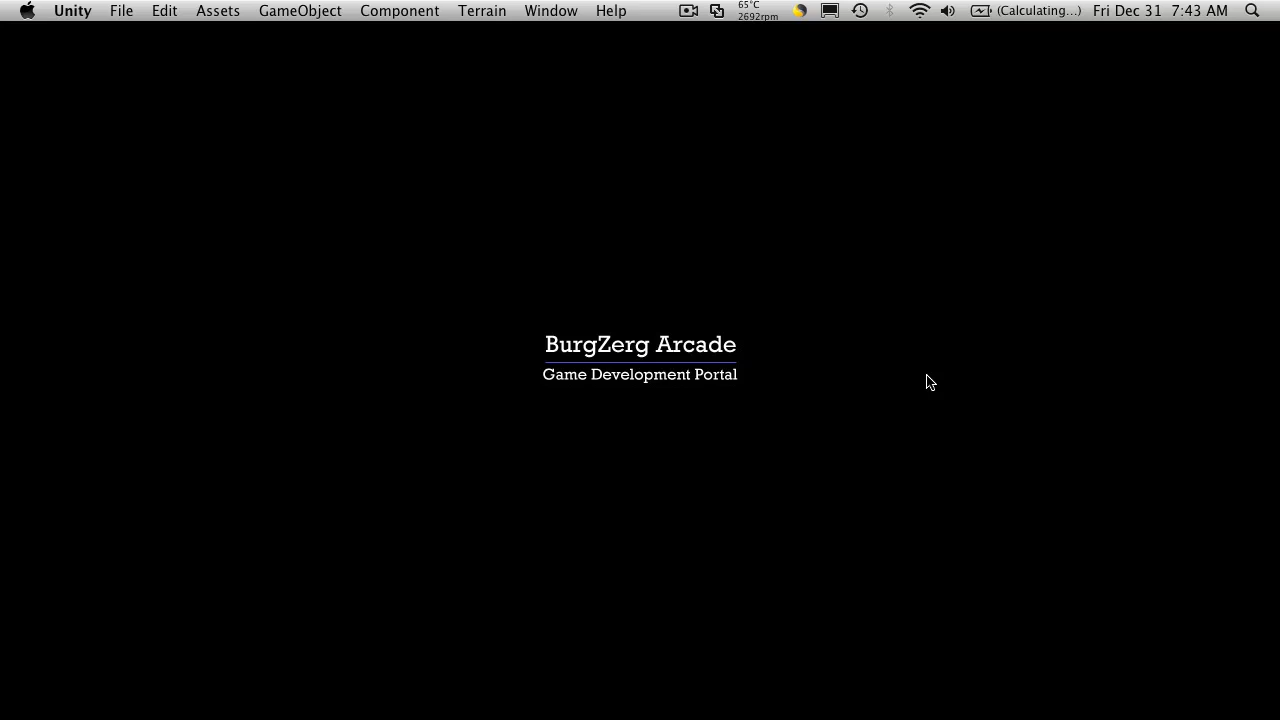 Unity File Edit Assets GameObject Component Terrain Window Help 65°C 2692rpm (Calculating...) Fri Dec 31 7:43 AM
BurgZerg Arcade
Game Development Portal